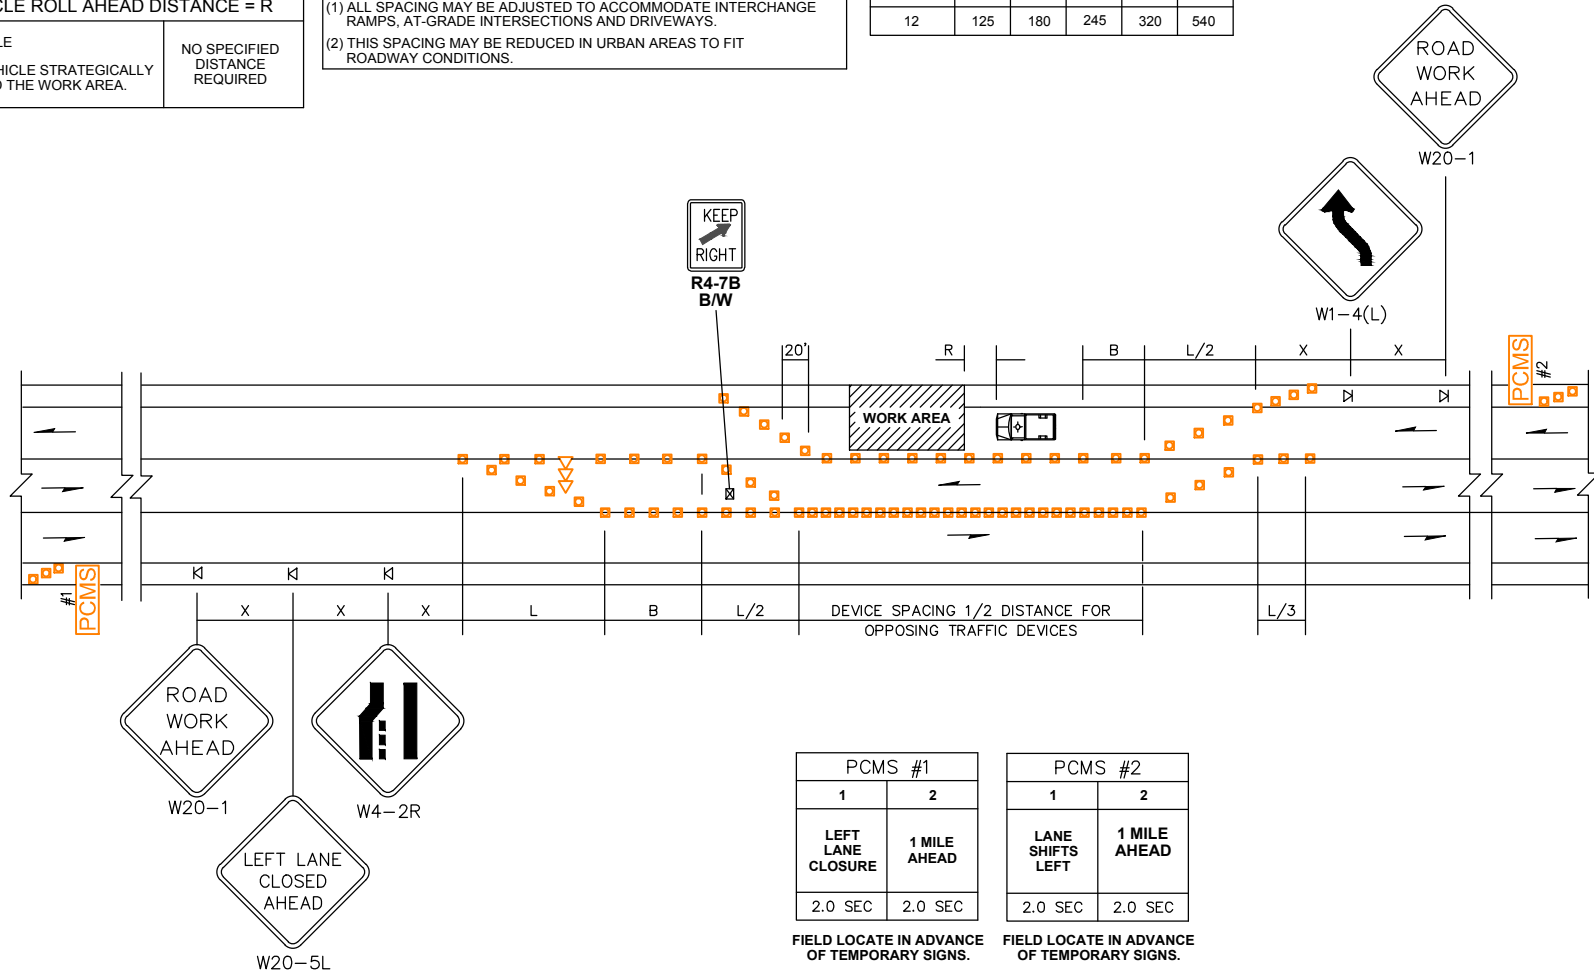 CLE ROLL AHEAD DISTANCE = R
LE
HICLE STRATEGICALLY
D THE WORK AREA.
NO SPECIFIED
DISTANCE
REQUIRED
(1) ALL SPACING MAY BE ADJUSTED TO ACCOMMODATE INTERCHANGE
RAMPS, AT-GRADE INTERSECTIONS AND DRIVEWAYS.
(2) THIS SPACING MAY BE REDUCED IN URBAN AREAS TO FIT
ROADWAY CONDITIONS.
12 125 180 245 320 540
ROAD
WORK
AHEAD
W20-1
W1-4(L)
KEEP
RIGHT
R4-7B
B/W
20' R B L/2 X X
PCMS
#2
WORK AREA
#1
PCMS
X X X L B L/2 DEVICE SPACING 1/2 DISTANCE FOR L/3
OPPOSING TRAFFIC DEVICES
ROAD
WORK
AHEAD
W20-1
W4-2R
LEFT LANE
CLOSED
AHEAD
W20-5L
PCMS #1
1 2
LEFT
LANE
CLOSURE
1 MILE
AHEAD
2.0 SEC 2.0 SEC
FIELD LOCATE IN ADVANCE
OF TEMPORARY SIGNS.
PCMS #2
1 2
LANE
SHIFTS
LEFT
1 MILE
AHEAD
2.0 SEC 2.0 SEC
FIELD LOCATE IN ADVANCE
OF TEMPORARY SIGNS.